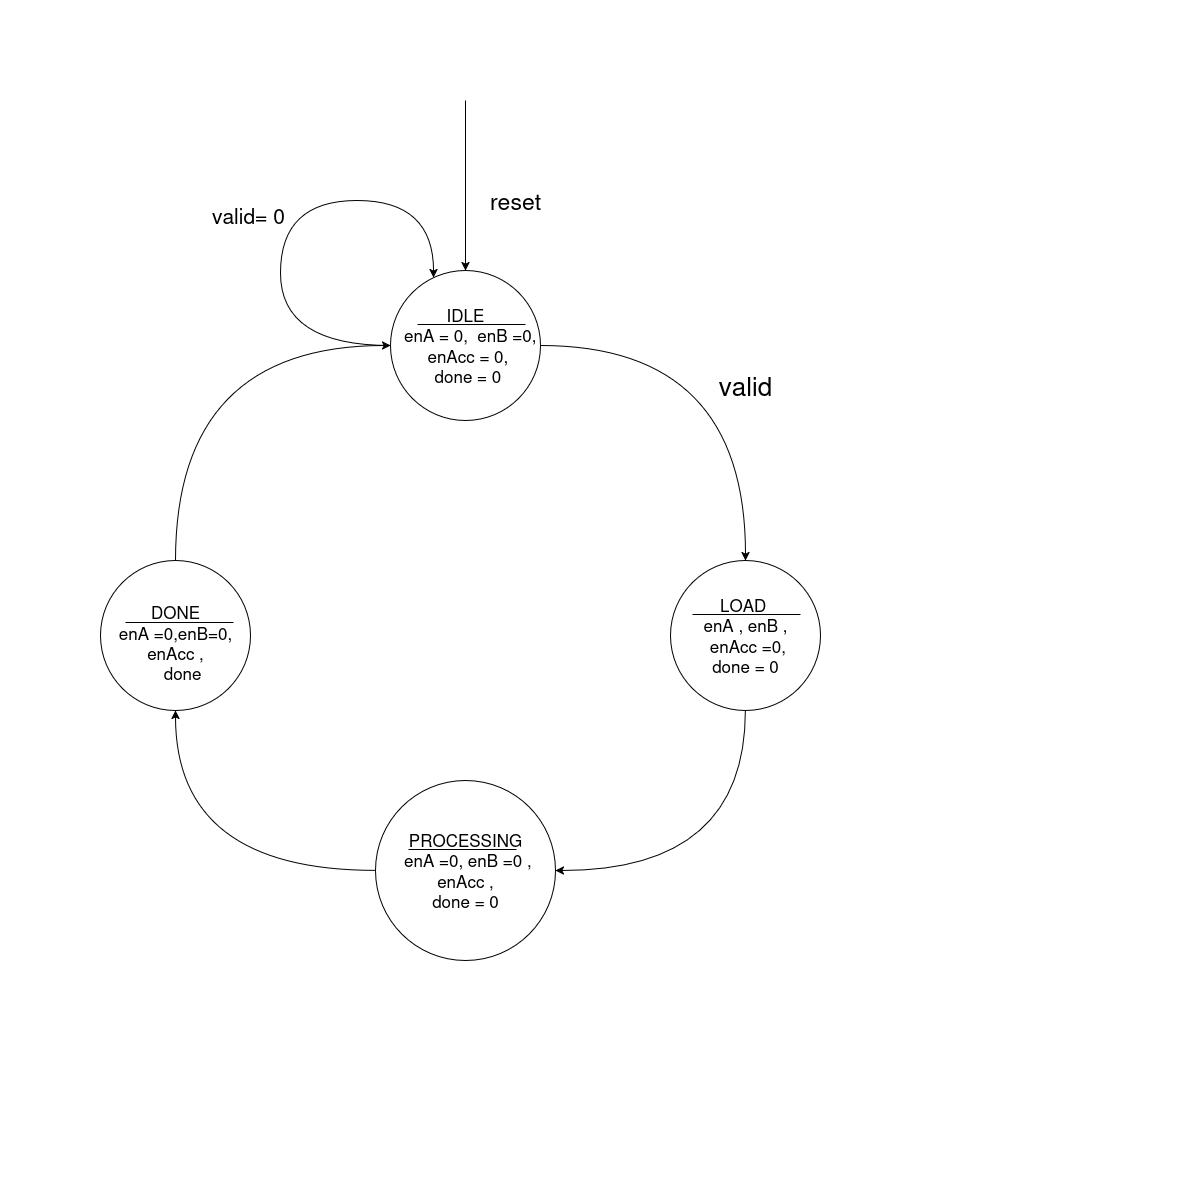 reset
valid= 0
IDLE
enA = 0, enB =0,
enAcc = 0,
done = 0
valid
LOAD
enA , enB ,
enAcc =0,
done = 0
DONE
enA =0,enB=0,
enAcc ,
done
PROCESSING
enA =0, enB =0 ,
enAcc ,
done = 0